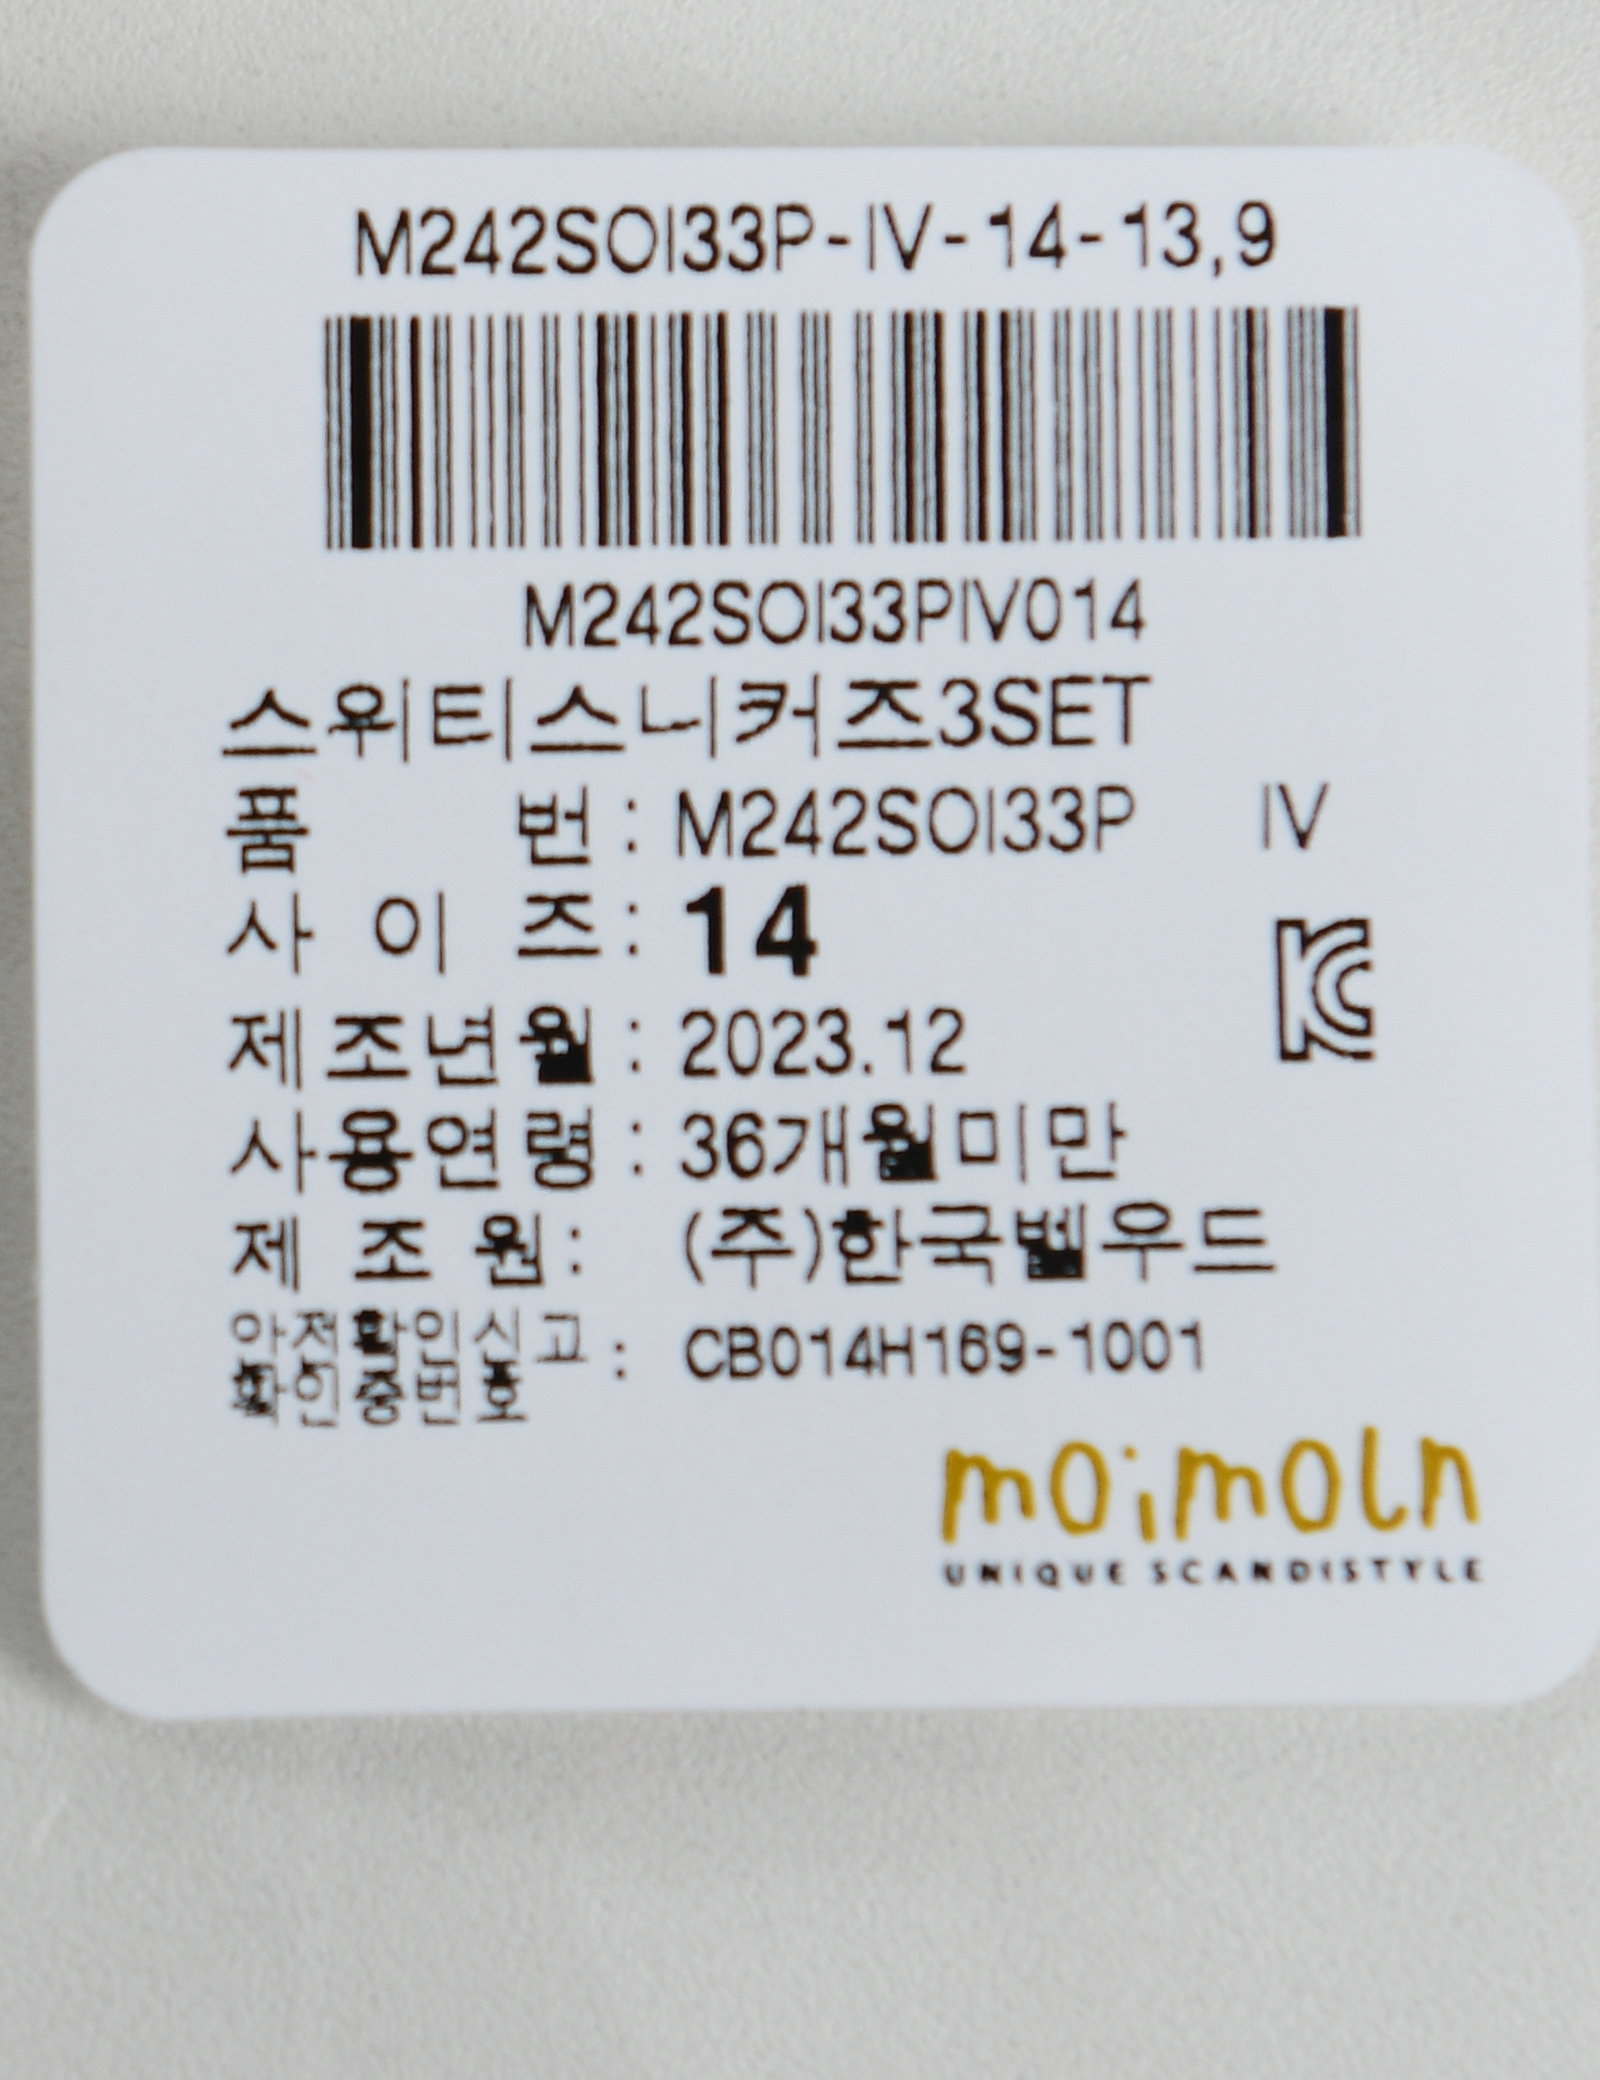 M242SOI33P-IV-14-13,9
M242SOI33PIV014
스위티스니커즈3SET
품 번 : M242SOI33P IV
사 이 즈 : 14
제조년월 : 2023.12
사용연령 : 36개월미만
제 조 원 : (주)한국벨우드
안전확인신고
확인증번호 : CB014H169-1001
moimoln
UNIQUE SCANDISTYLE